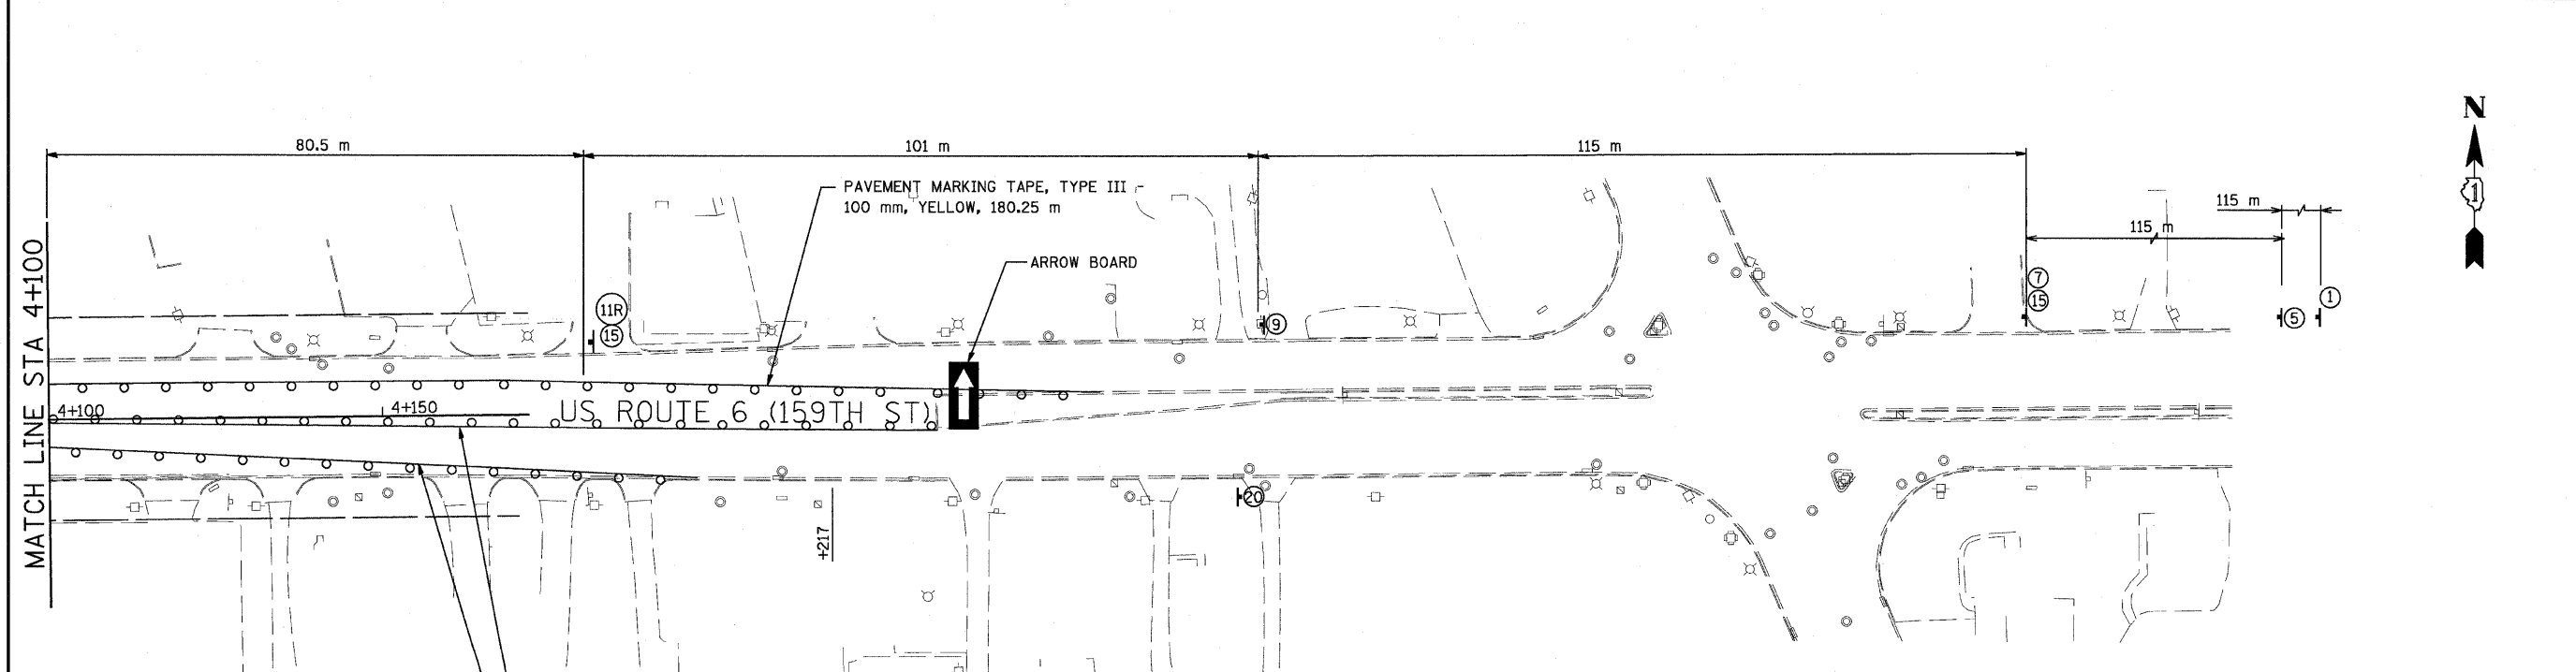 N
80.5 m
101 m
115 m
PAVEMENT MARKING TAPE, TYPE III
100 mm, YELLOW, 180.25 m
1
115 m
115 m
ARROW BOARD
MATCH LINE STA 4+100
11R
15
7
15
9
5
1
4+100
4+150
US ROUTE 6 (159TH ST)
20
+217